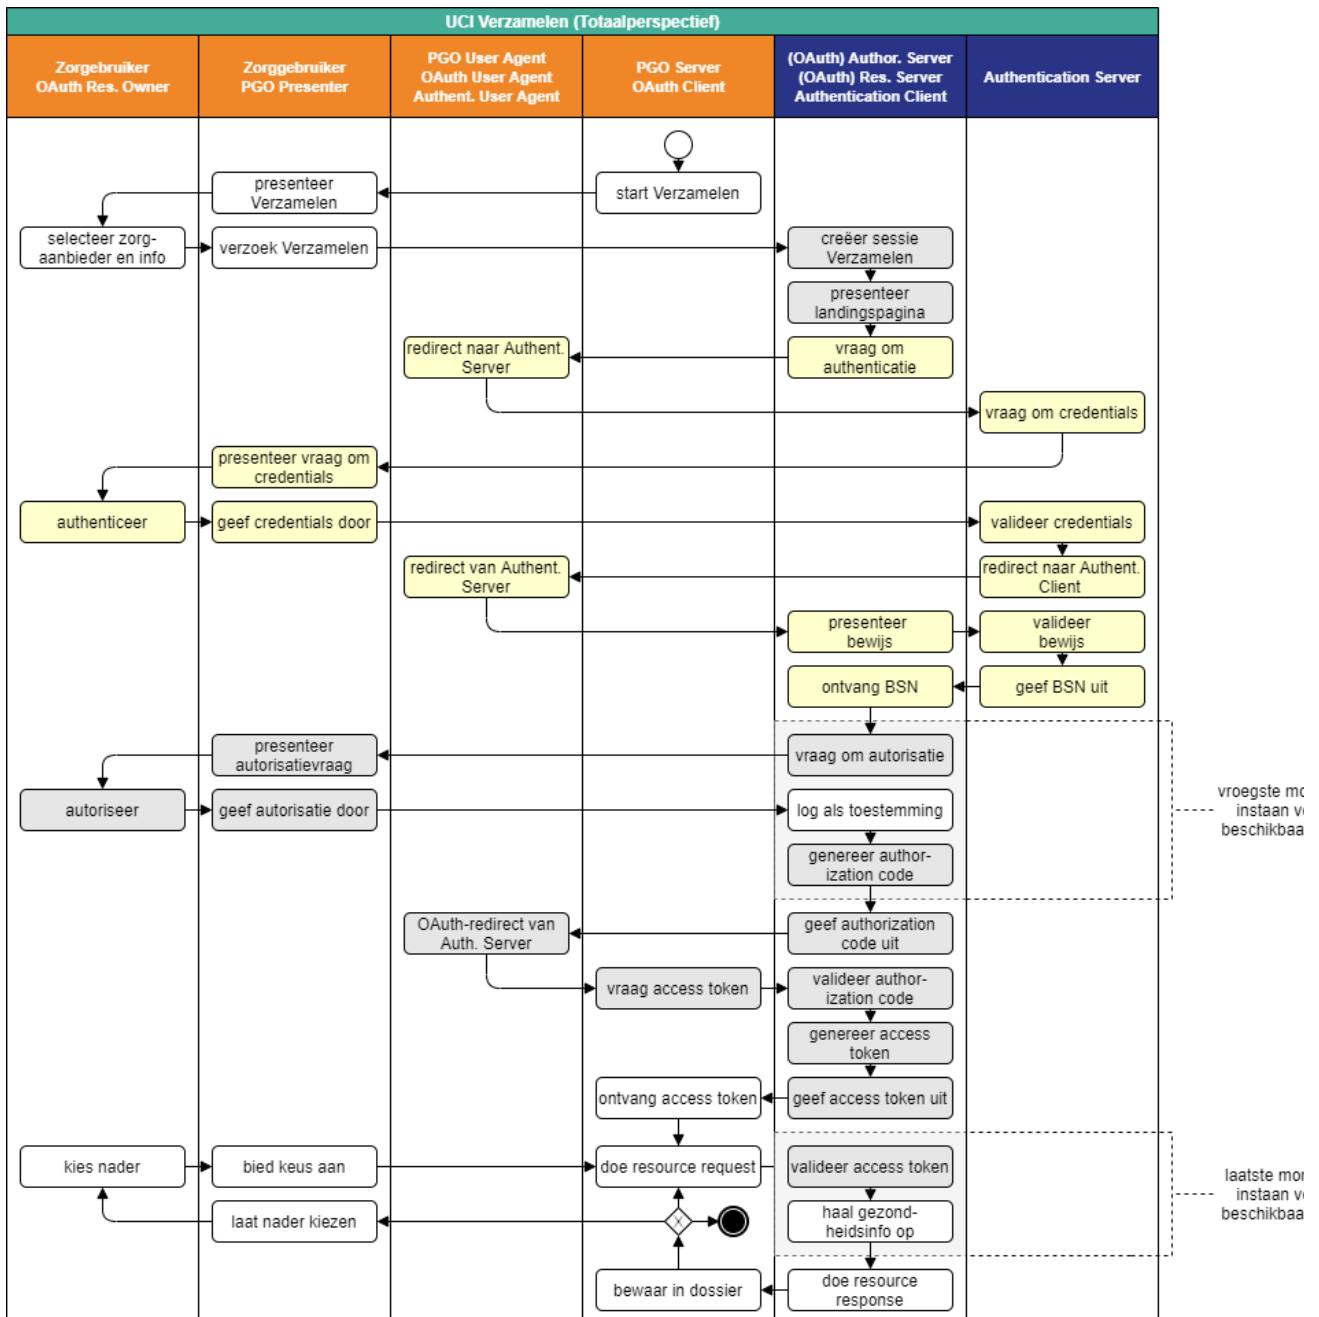 UCI Verzamelen (Totaalperspectief)
Zorgebruiker
OAuth Res. Owner
Zorggebruiker
PGO Presenter
PGO User Agent
OAuth User Agent
Authent. User Agent
PGO Server
OAuth Client
(OAuth) Author. Server
(OAuth) Res. Server
Authentication Client
Authentication Server
presenteer
Verzamelen
start Verzamelen
selecteer zorg-
aanbieder en info
verzoek Verzamelen
creëer sessie
Verzamelen
presenteer
landingspagina
redirect naar Authent.
Server
vraag om
authenticatie
vraag om credentials
presenteer vraag om
credentials
authenticeer
geef credentials door
valideer credentials
redirect van Authent.
Server
redirect naar Authent.
Client
presenteer
bewijs
valideer
bewijs
ontvang BSN
geef BSN uit
presenteer
autorisatievraag
vraag om autorisatie
autoriseer
geef autorisatie door
log als toestemming
vroegste mo
instaan v
beschikbaa
genereer author-
ization code
OAuth-redirect van
Auth. Server
geef authorization
code uit
vraag access token
valideer author-
ization code
genereer access
token
ontvang access token
geef access token uit
kies nader
bied keus aan
doe resource request
valideer access token
laatste mor
instaan v
beschikbaa
laat nader kiezen
X
haal gezond-
heidsinfo op
bewaar in dossier
doe resource
response